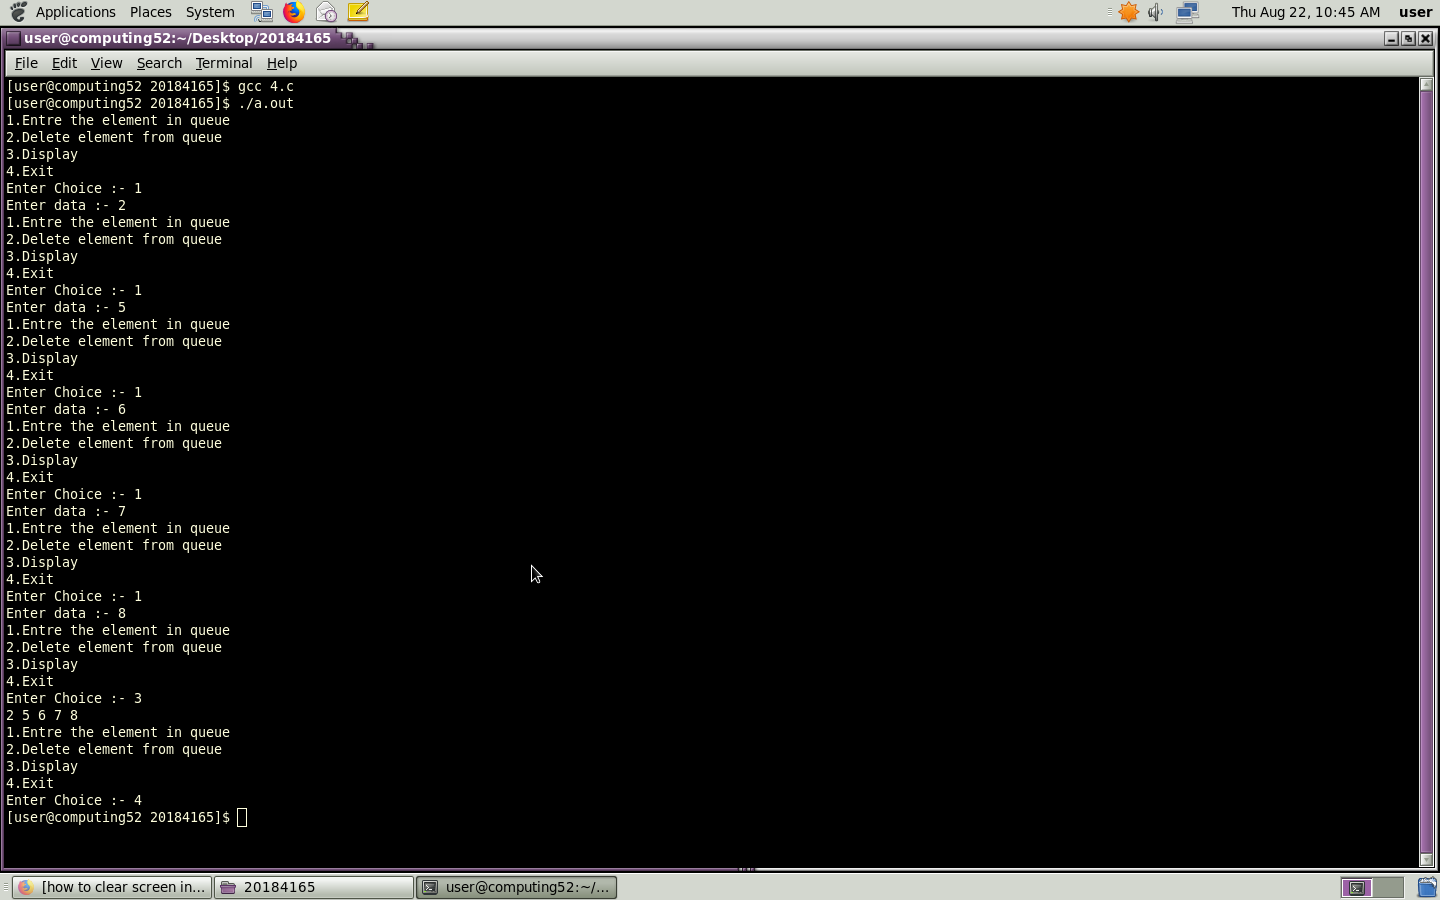 Applications Places System Thu Aug 22, 10:45 AM user
user@computing52:~/Desktop/20184165
File Edit View Search Terminal Help
[user@computing52 20184165]$ gcc 4.c
[user@computing52 20184165]$ ./a.out
1.Entre the element in queue
2.Delete element from queue
3.Display
4.Exit
Enter Choice :- 1
Enter data :- 2
1.Entre the element in queue
2.Delete element from queue
3.Display
4.Exit
Enter Choice :- 1
Enter data :- 5
1.Entre the element in queue
2.Delete element from queue
3.Display
4.Exit
Enter Choice :- 1
Enter data :- 6
1.Entre the element in queue
2.Delete element from queue
3.Display
4.Exit
Enter Choice :- 1
Enter data :- 7
1.Entre the element in queue
2.Delete element from queue
3.Display
4.Exit
Enter Choice :- 1
Enter data :- 8
1.Entre the element in queue
2.Delete element from queue
3.Display
4.Exit
Enter Choice :- 3
2 5 6 7 8
1.Entre the element in queue
2.Delete element from queue
3.Display
4.Exit
Enter Choice :- 4
[user@computing52 20184165]$
[how to clear screen in... 20184165 user@computing52:~/...